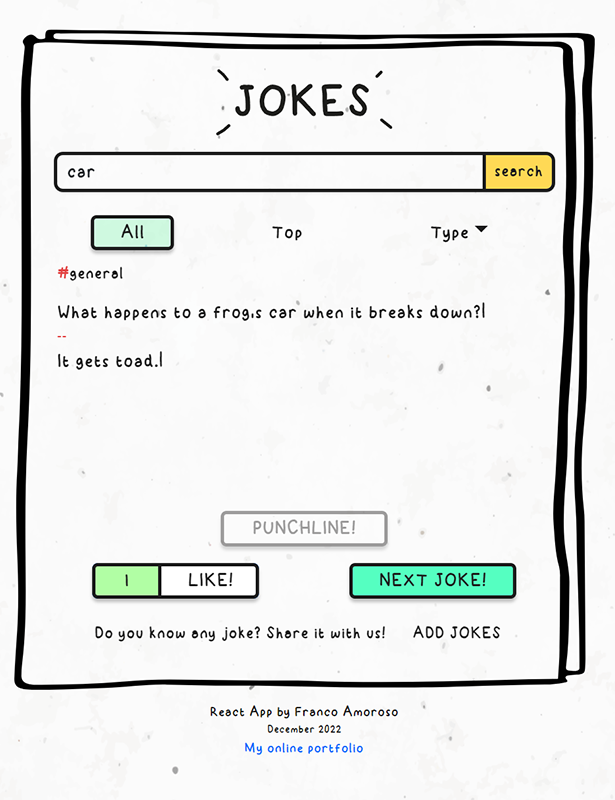 JOKES
car
search
All Top Type
#general
What happens to a frog,s car when it breaks down?|
--
It gets toad.|
PUNCHLINE!
1 LIKE! NEXT JOKE!
Do you know any joke? Share it with us! ADD JOKES
React App by Franco Amoroso
December 2022
My online portfolio